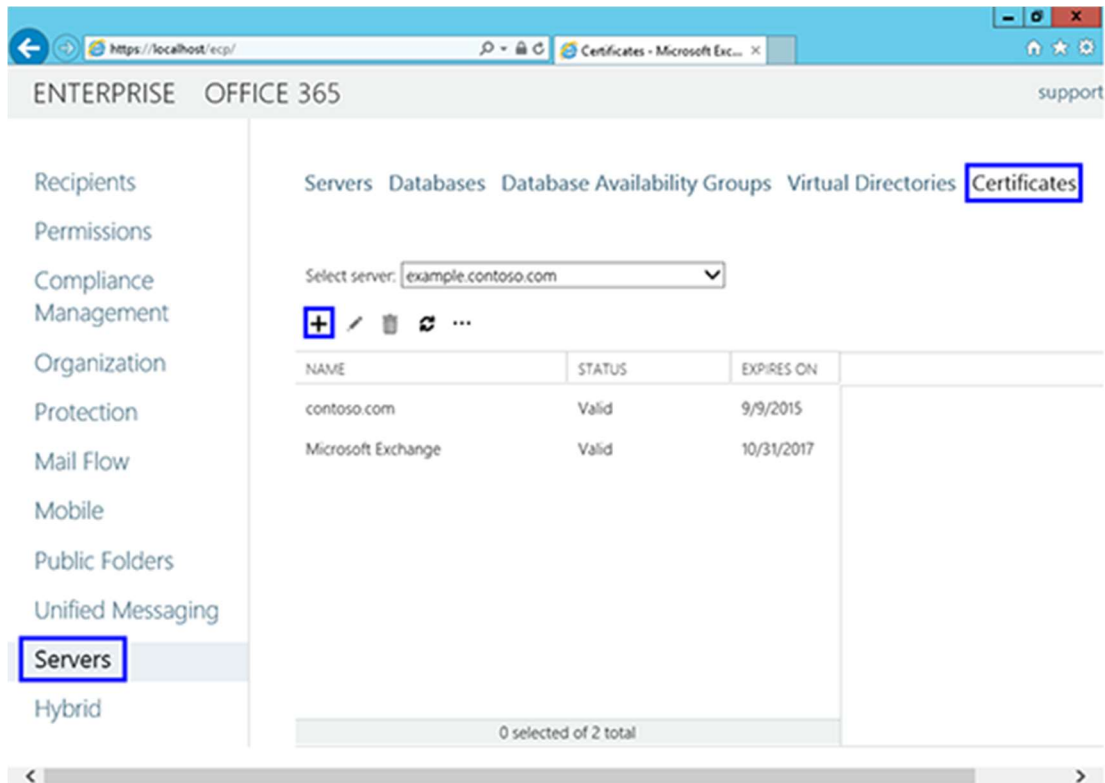 https://localhost/ecp/
Certificates - Microsoft Exc...
ENTERPRISE OFFICE 365
support
Recipients
Permissions
Compliance
Management
Organization
Protection
Mail Flow
Mobile
Public Folders
Unified Messaging
Servers
Hybrid
Servers Databases Database Availability Groups Virtual Directories Certificates
Select server: example.contoso.com
NAME STATUS EXPIRES ON
contoso.com Valid 9/9/2015
Microsoft Exchange Valid 10/31/2017
0 selected of 2 total